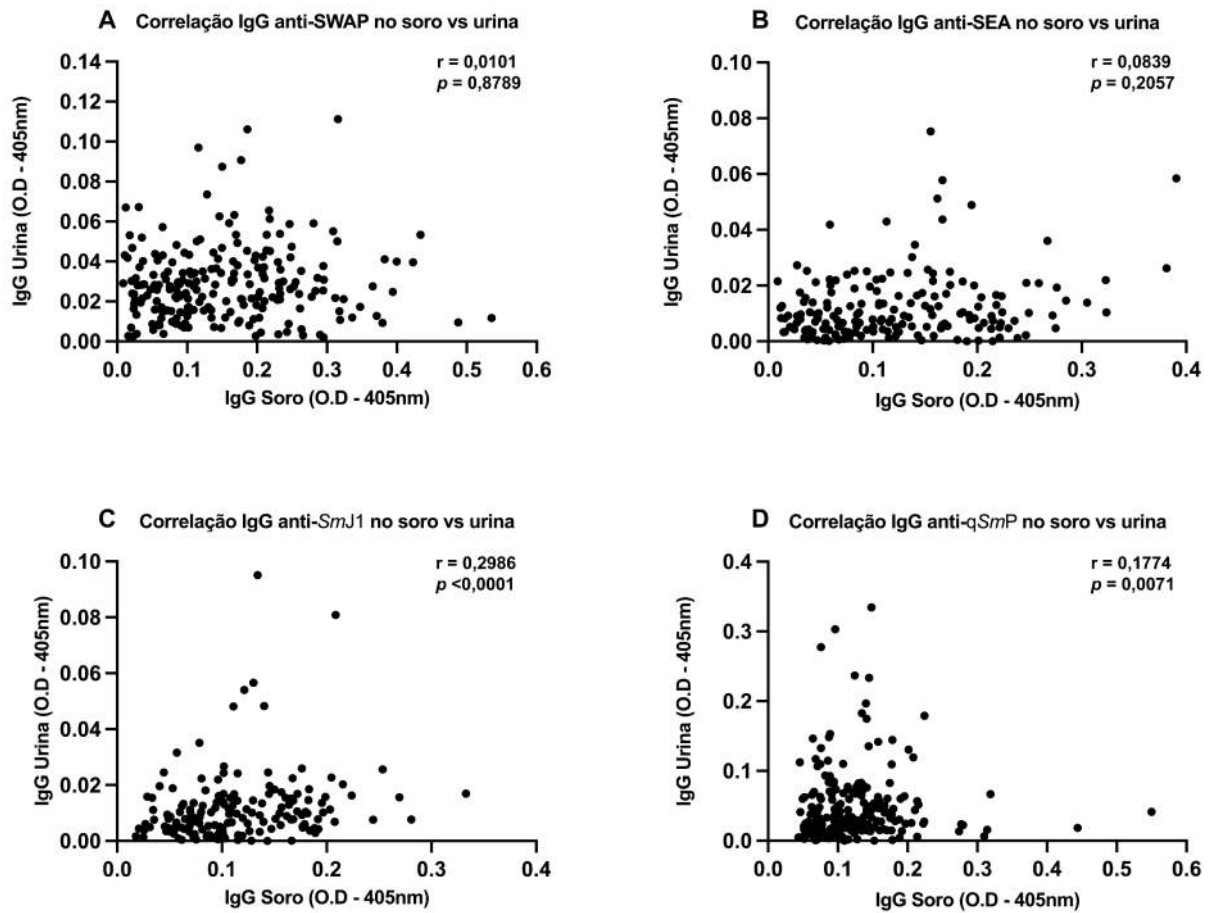 A Correlação IgG anti-SWAP no soro vs urina
r = 0,0101
p = 0,8789
IgG Urina (O.D - 405nm)
0.14
0.12
0.10
0.08
0.06
0.04
0.02
0.00
0.0 0.1 0.2 0.3 0.4 0.5 0.6
IgG Soro (O.D - 405nm)
B Correlação IgG anti-SEA no soro vs urina
r = 0,0839
p = 0,2057
IgG Urina (O.D - 405nm)
0.10
0.08
0.06
0.04
0.02
0.00
0.0 0.1 0.2 0.3 0.4
IgG Soro (O.D - 405nm)
C Correlação IgG anti-SmJ1 no soro vs urina
r = 0,2986
p <0,0001
IgG Urina (O.D - 405nm)
0.10
0.08
0.06
0.04
0.02
0.00
0.0 0.1 0.2 0.3 0.4
IgG Soro (O.D - 405nm)
D Correlação IgG anti-qSmP no soro vs urina
r = 0,1774
p = 0,0071
IgG Urina (O.D - 405nm)
0.4
0.3
0.2
0.1
0.0
0.0 0.1 0.2 0.3 0.4 0.5 0.6
IgG Soro (O.D - 405nm)